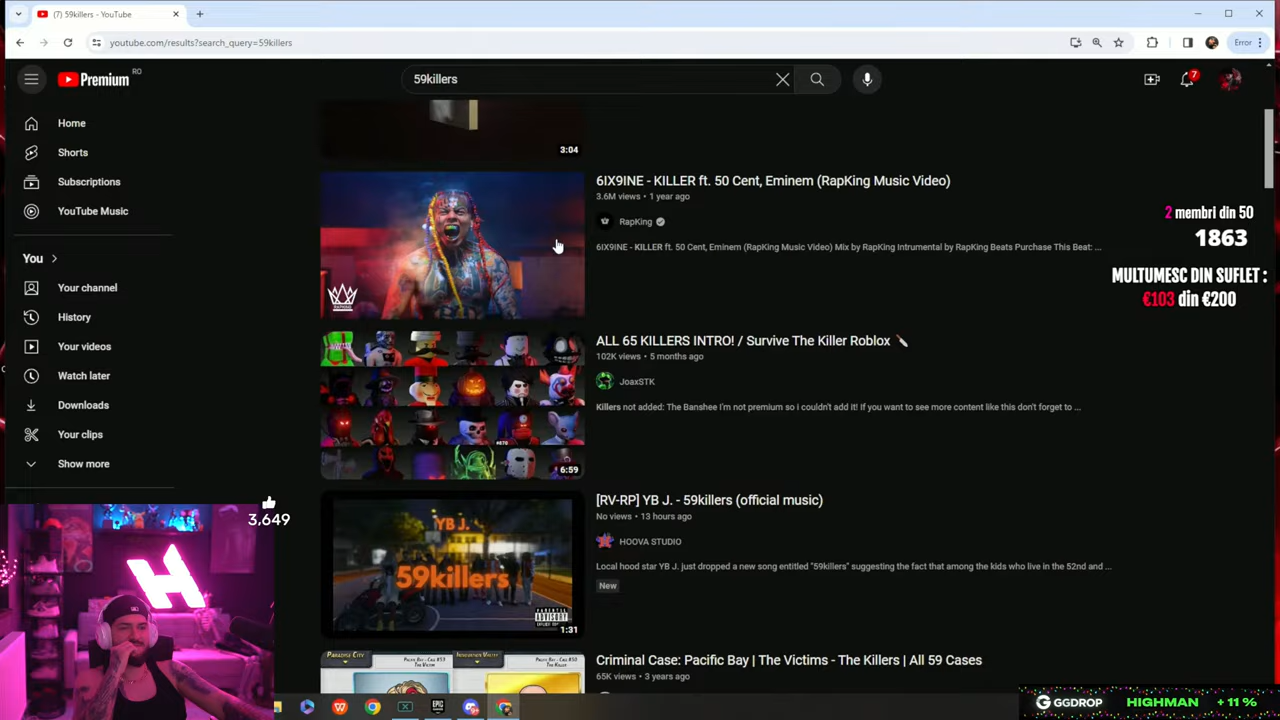 (7) 59killers - YouTube
youtube.com/results?search_query=59killers
Error
Premium
RO
59killers
7
Home
Shorts
Subscriptions
YouTube Music
You
Your channel
History
Your videos
Watch later
Downloads
Your clips
Show more
3:04
6IX9INE - KILLER ft. 50 Cent, Eminem (RapKing Music Video)
3.6M views • 1 year ago
RapKing
6IX9INE - KILLER ft. 50 Cent, Eminem (RapKing Music Video) Mix by RapKing Intrumental by RapKing Beats Purchase This Beat: ...
ALL 65 KILLERS INTRO! / Survive The Killer Roblox 🔪
102K views • 5 months ago
JoaxSTK
Killers not added: The Banshee I'm not premium so i couldn't add it! If you want to see more content like this don't forget to ...
6:59
[RV-RP] YB J. - 59killers (official music)
No views • 13 hours ago
HOOVA STUDIO
Local hood star YB J. just dropped a new song entitled "59killers" suggesting the fact that among the kids who live in the 52nd and ...
New
YB J.
59killers
PARENTAL
ADVISORY
1:31
Criminal Case: Pacific Bay | The Victims - The Killers | All 59 Cases
65K views • 3 years ago
2 membri din 50
1863
MULTUMESC DIN SUFLET :
€103 din €200
3,649
GGDROP HIGHMAN + 11 %